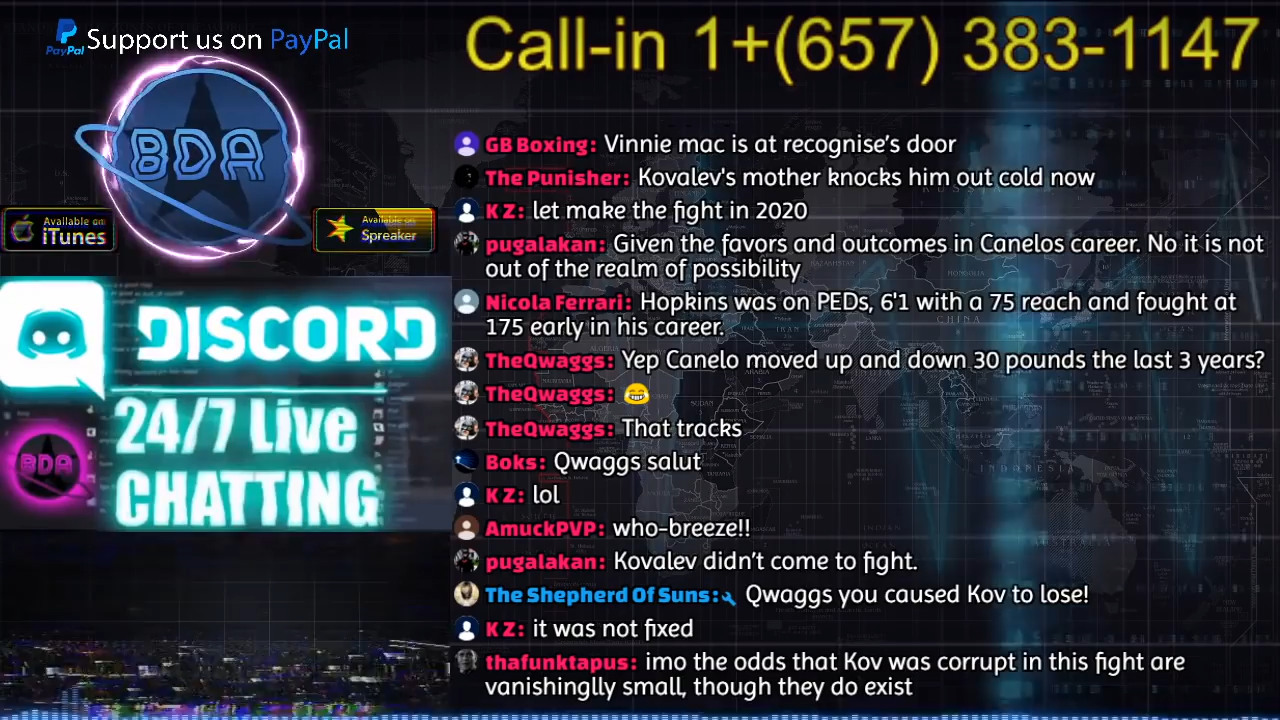 PayPal
Support us on PayPal
Call-in 1+(657) 383-1147
BDA
Available on
iTunes
Available on
Spreaker
DISCORD
24/7 Live
CHATTING
BDA
GB Boxing: Vinnie mac is at recognise’s door
The Punisher: Kovalev's mother knocks him out cold now
K Z: let make the fight in 2020
pugalakan: Given the favors and outcomes in Canelos career. No it is not
out of the realm of possibility
Nicola Ferrari: Hopkins was on PEDs, 6'1 with a 75 reach and fought at
175 early in his career.
TheQwaggs: Yep Canelo moved up and down 30 pounds the last 3 years?
TheQwaggs: 😂
TheQwaggs: That tracks
Boks: Qwaggs salut
K Z: lol
AmuckPVP: who-breeze!!
pugalakan: Kovalev didn’t come to fight.
The Shepherd Of Suns: Qwaggs you caused Kov to lose!
K Z: it was not fixed
thafunktapus: imo the odds that Kov was corrupt in this fight are
vanishinglly small, though they do exist